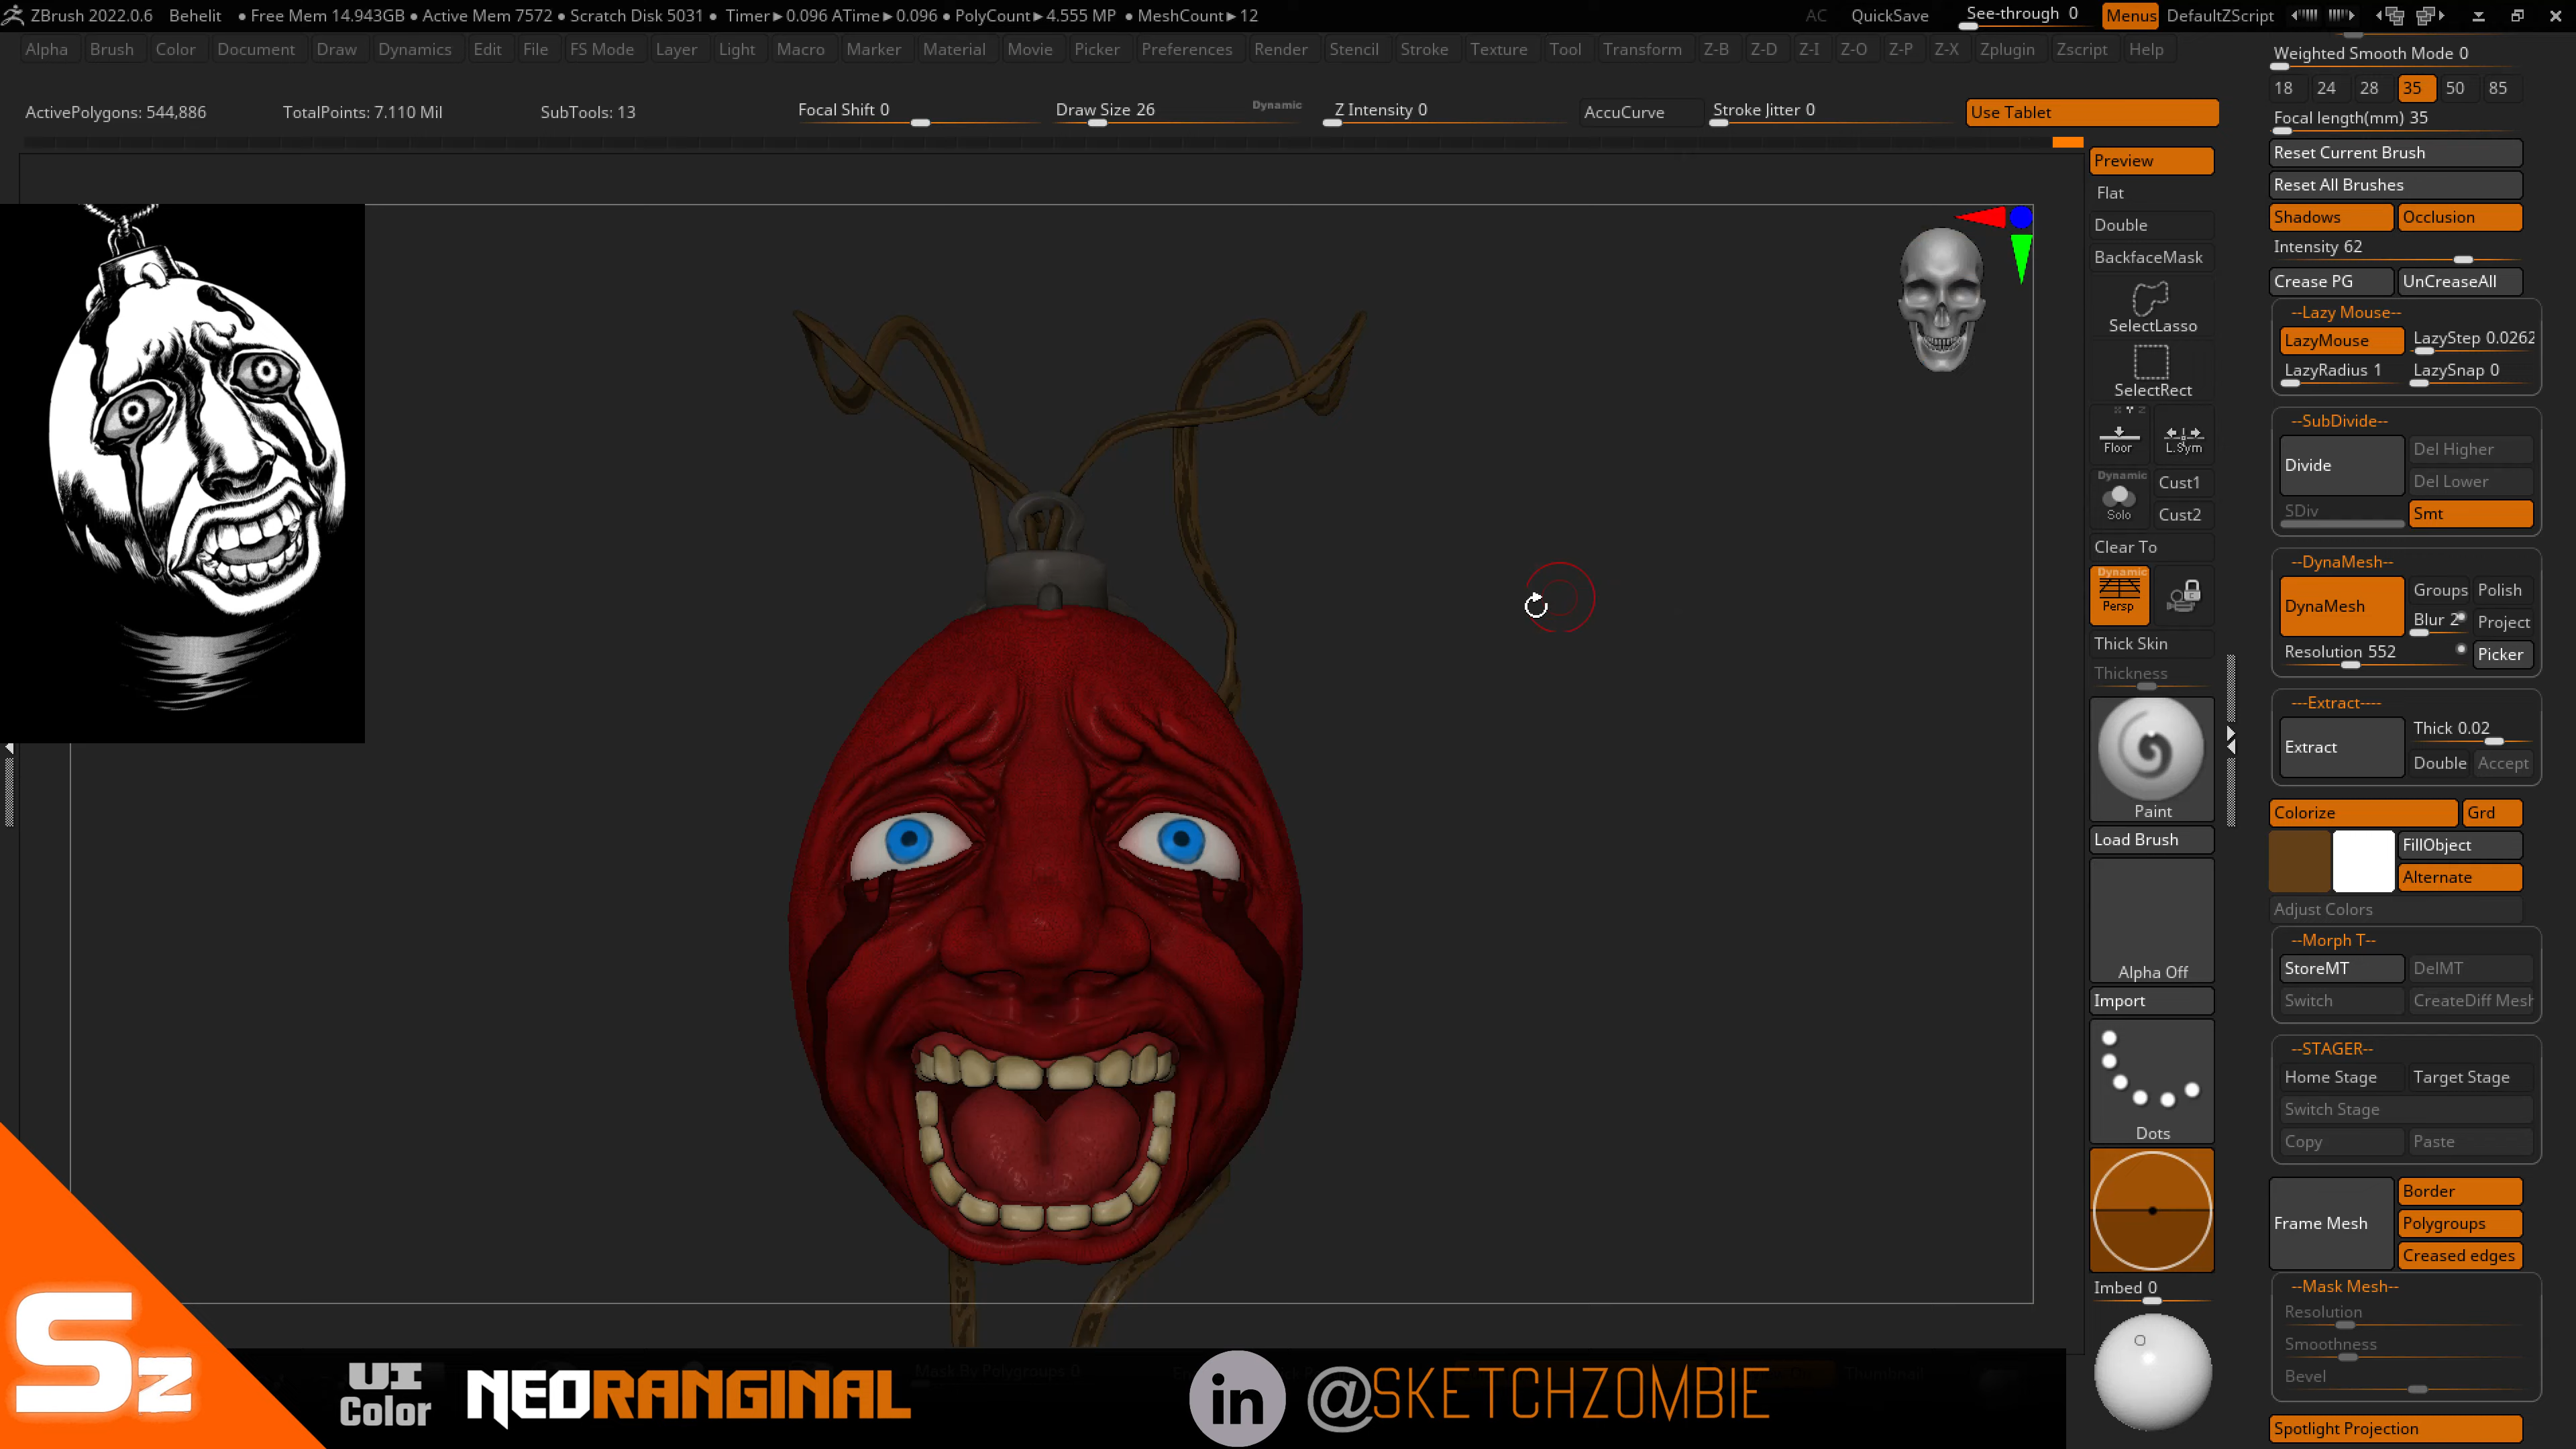 ZBrush 2022.0.6 Behelit ● Free Mem 14.943GB ● Active Mem 7572 ● Scratch Disk 5031 ● Timer►0.096 ATime►0.096 ● PolyCount►4.555 MP ● MeshCount►12 AC QuickSave See-through 0 Menus DefaultZScript
Alpha Brush Color Document Draw Dynamics Edit File FS Mode Layer Light Macro Marker Material Movie Picker Preferences Render Stencil Stroke Texture Tool Transform Z-B Z-D Z-I Z-O Z-P Z-X Zplugin Zscript Help
ActivePolygons: 544,886 TotalPoints: 7.110 Mil SubTools: 13 Focal Shift 0 Draw Size 26 Dynamic Z Intensity 0 AccuCurve Stroke Jitter 0 Use Tablet
Preview
Flat
Double
BackfaceMask
SelectLasso
SelectRect
Floor L.Sym
Dynamic
Solo
Cust1
Cust2
Clear To
Dynamic
Persp
Thick Skin
Thickness
Paint
Load Brush
Alpha Off
Import
Dots
Imbed 0
Weighted Smooth Mode 0
18 24 28 35 50 85
Focal length(mm) 35
Reset Current Brush
Reset All Brushes
Shadows Occlusion
Intensity 62
Crease PG UnCreaseAll
--Lazy Mouse--
LazyMouse LazyStep 0.0262
LazyRadius 1 LazySnap 0
--SubDivide--
Divide Del Higher
Del Lower
SDiv Smt
--DynaMesh--
DynaMesh Groups Polish
Blur 2 Project
Resolution 552 Picker
---Extract----
Extract Thick 0.02
Double Accept
Colorize Grd
FillObject
Alternate
Adjust Colors
--Morph T--
StoreMT DelMT
Switch CreateDiff Mesh
--STAGER--
Home Stage Target Stage
Switch Stage
Copy Paste
Frame Mesh Border
Polygroups
Creased edges
--Mask Mesh--
Resolution
Smoothness
Bevel
Spotlight Projection
Mask By Polygroups 0
Thumbnail
Sz
UI
Color
NEORANGINAL
in @SKETCHZOMBIE